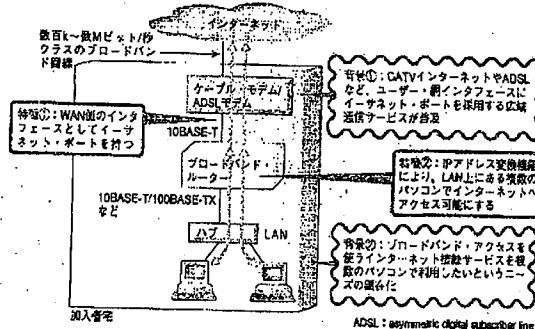 インターネット
数百k〜数Mビット/秒
クラスのブロードバン
ド回線
ケーブル・モデム/
ADSLモデム
背景①：CATVインターネットやADSL
など、ユーザー・網インタフェースに
イーサネット・ポートを採用する広域
通信サービスが普及
特徴①：WAN側のインタ
フェースとしてイーサ
ネット・ポートを持つ
10BASE-T
ブロードバンド・
ルーター
特徴②：IPアドレス変換機能
により、LAN上にある複数の
パソコンでインターネットへ
アクセス可能にする
10BASE-T/100BASE-TX
など
ハブ
LAN
背景②：ブロードバンド・アクセスを
使うインターネット接続サービスを複
数のパソコンで利用したいというニー
ズの顕在化
加入者宅
ADSL：asymmetric digital subscriber line